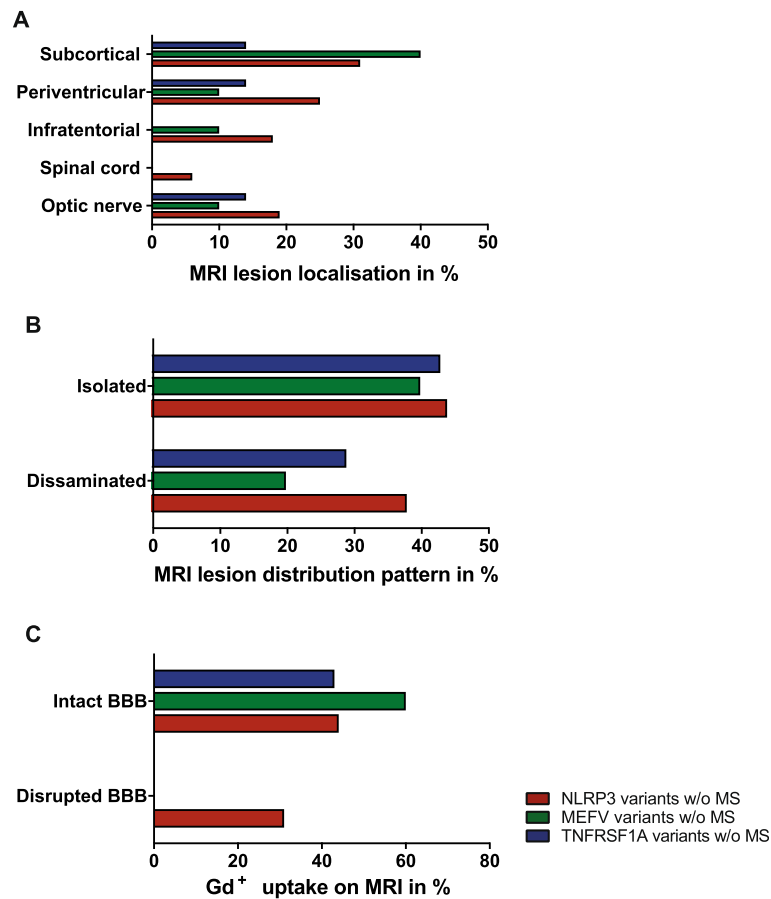 A
Subcortical
Periventricular
Infratentorial
Spinal cord
Optic nerve
0 10 20 30 40 50
MRI lesion localisation in %
B
Isolated
Dissaminated
0 10 20 30 40 50
MRI lesion distribution pattern in %
C
Intact BBB
Disrupted BBB
0 20 40 60 80
Gd+ uptake on MRI in %
NLRP3 variants w/o MS
MEFV variants w/o MS
TNFRSF1A variants w/o MS